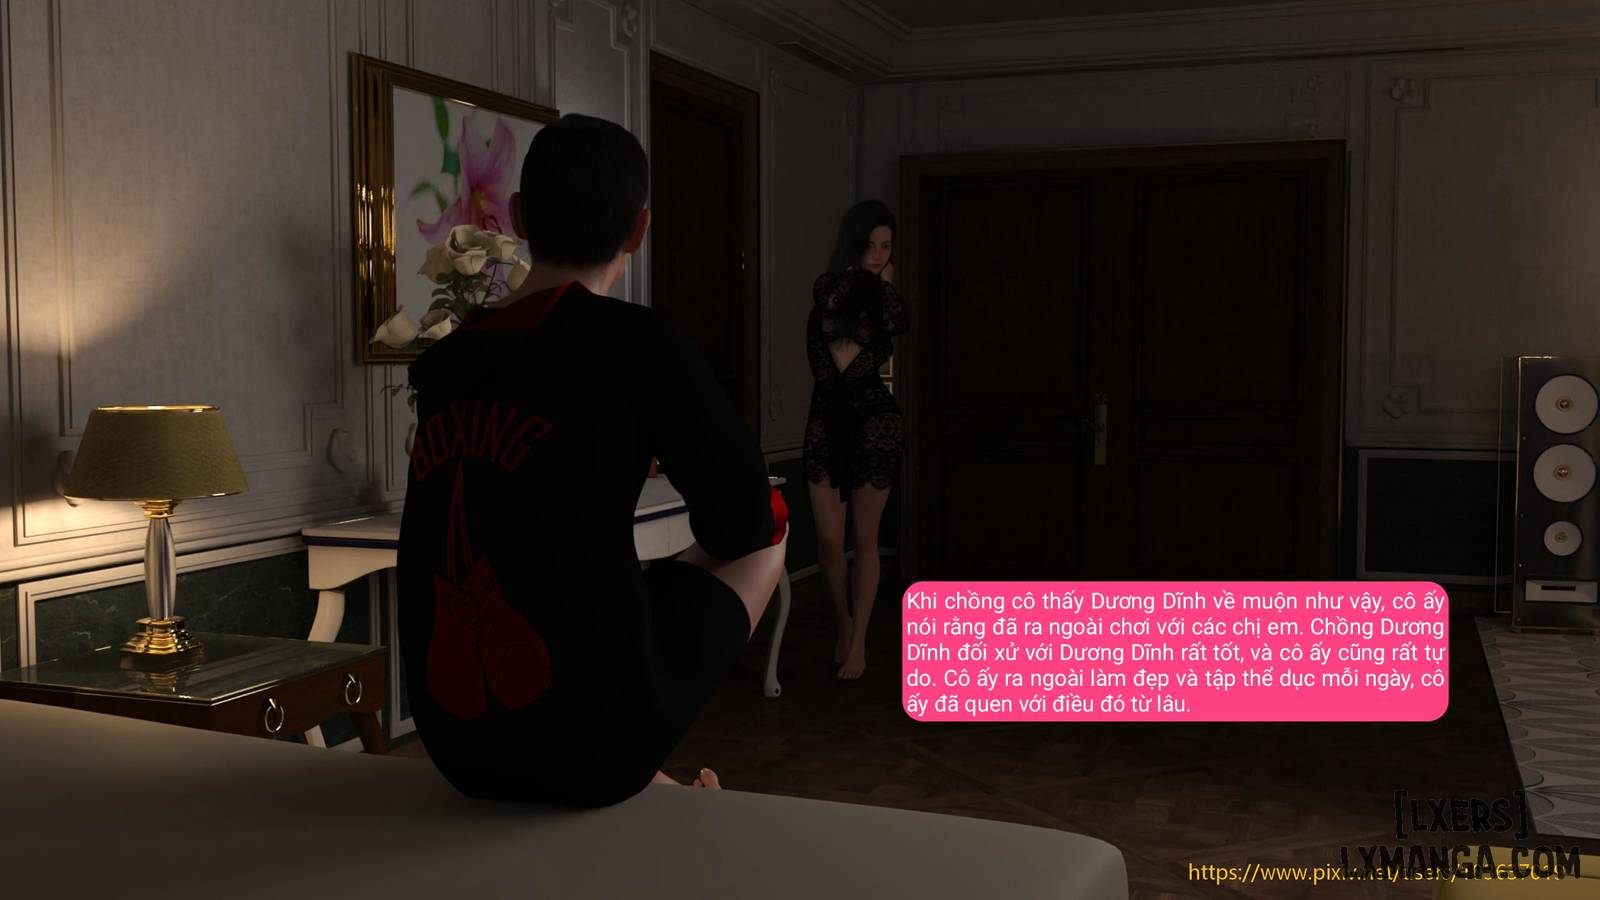 BOXING
Khi chồng cô thấy Dương Dĩnh về muộn như vậy, cô ấy
nói rằng đã ra ngoài chơi với các chị em. Chồng Dương
Dĩnh đối xử với Dương Dĩnh rất tốt, và cô ấy cũng rất tự
do. Cô ấy ra ngoài làm đẹp và tập thể dục mỗi ngày, cô
ấy đã quen với điều đó từ lâu.
[LXERS]
LXMANGA.COM